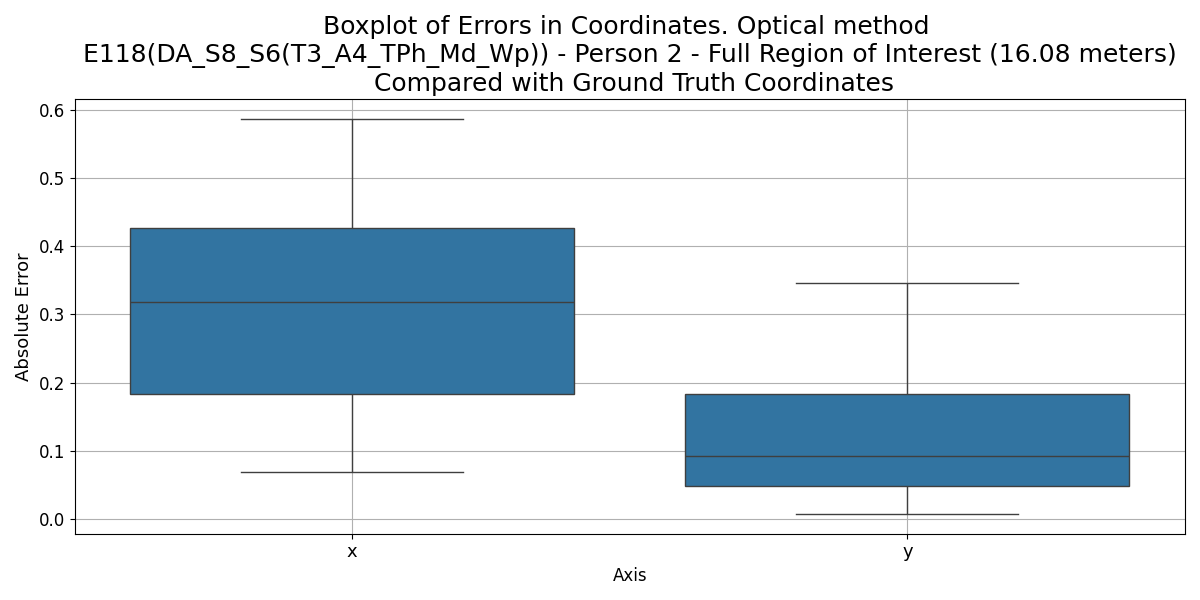 Boxplot of Errors in Coordinates. Optical method
E118(DA_S8_S6(T3_A4_TPh_Md_Wp)) - Person 2 - Full Region of Interest (16.08 meters)
Compared with Ground Truth Coordinates
Absolute Error
0.6
0.5
0.4
0.3
0.2
0.1
0.0
x
y
Axis